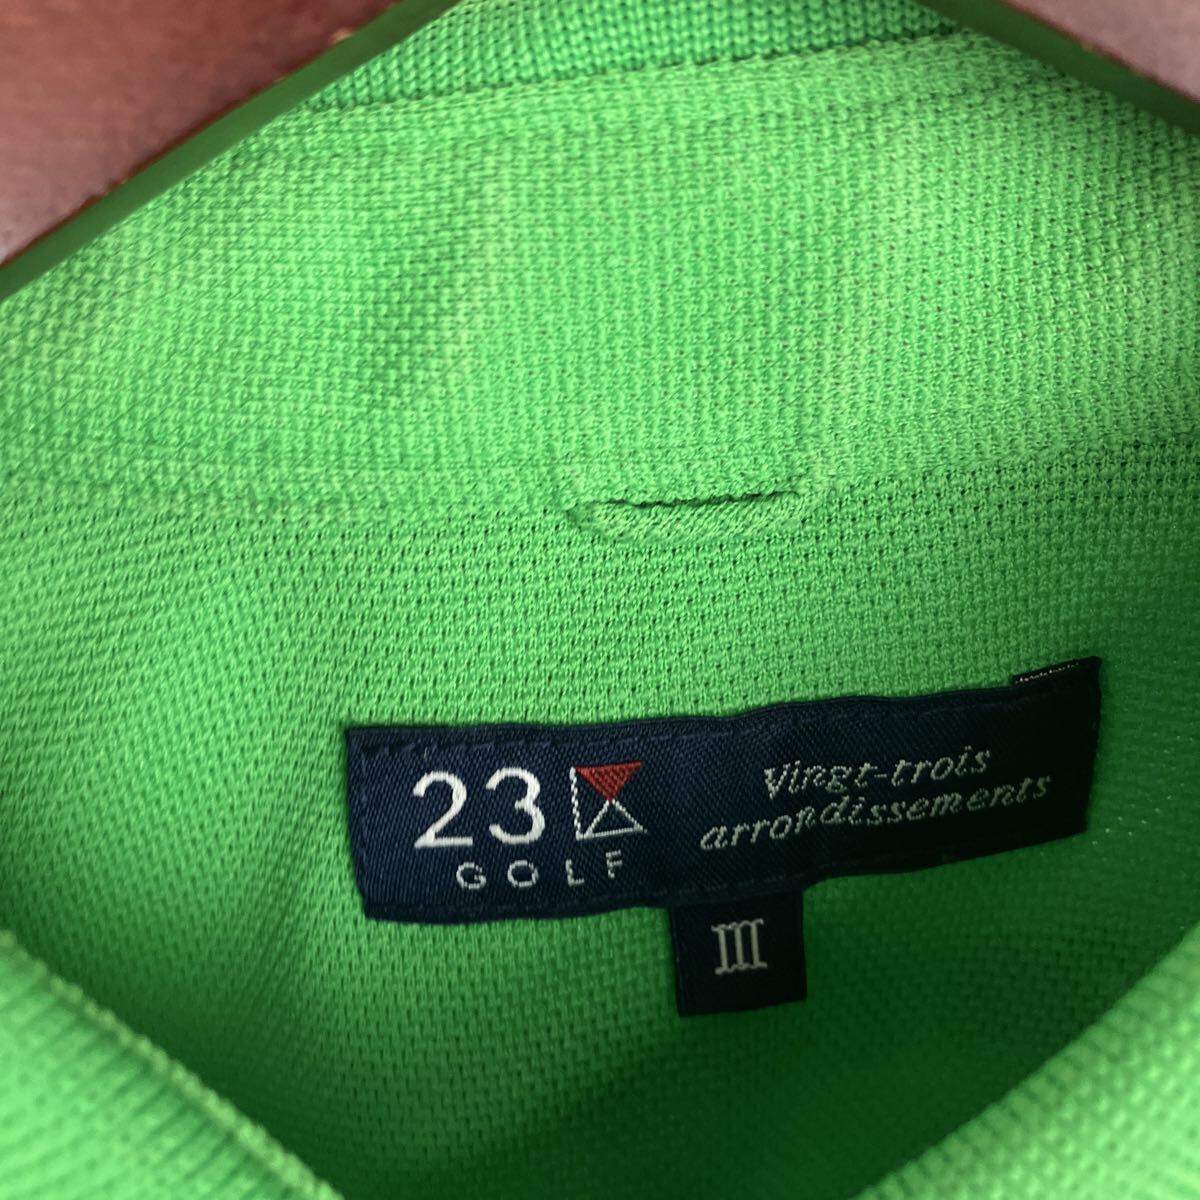 23
GOLF
Vingt-trois
arrondissements
III